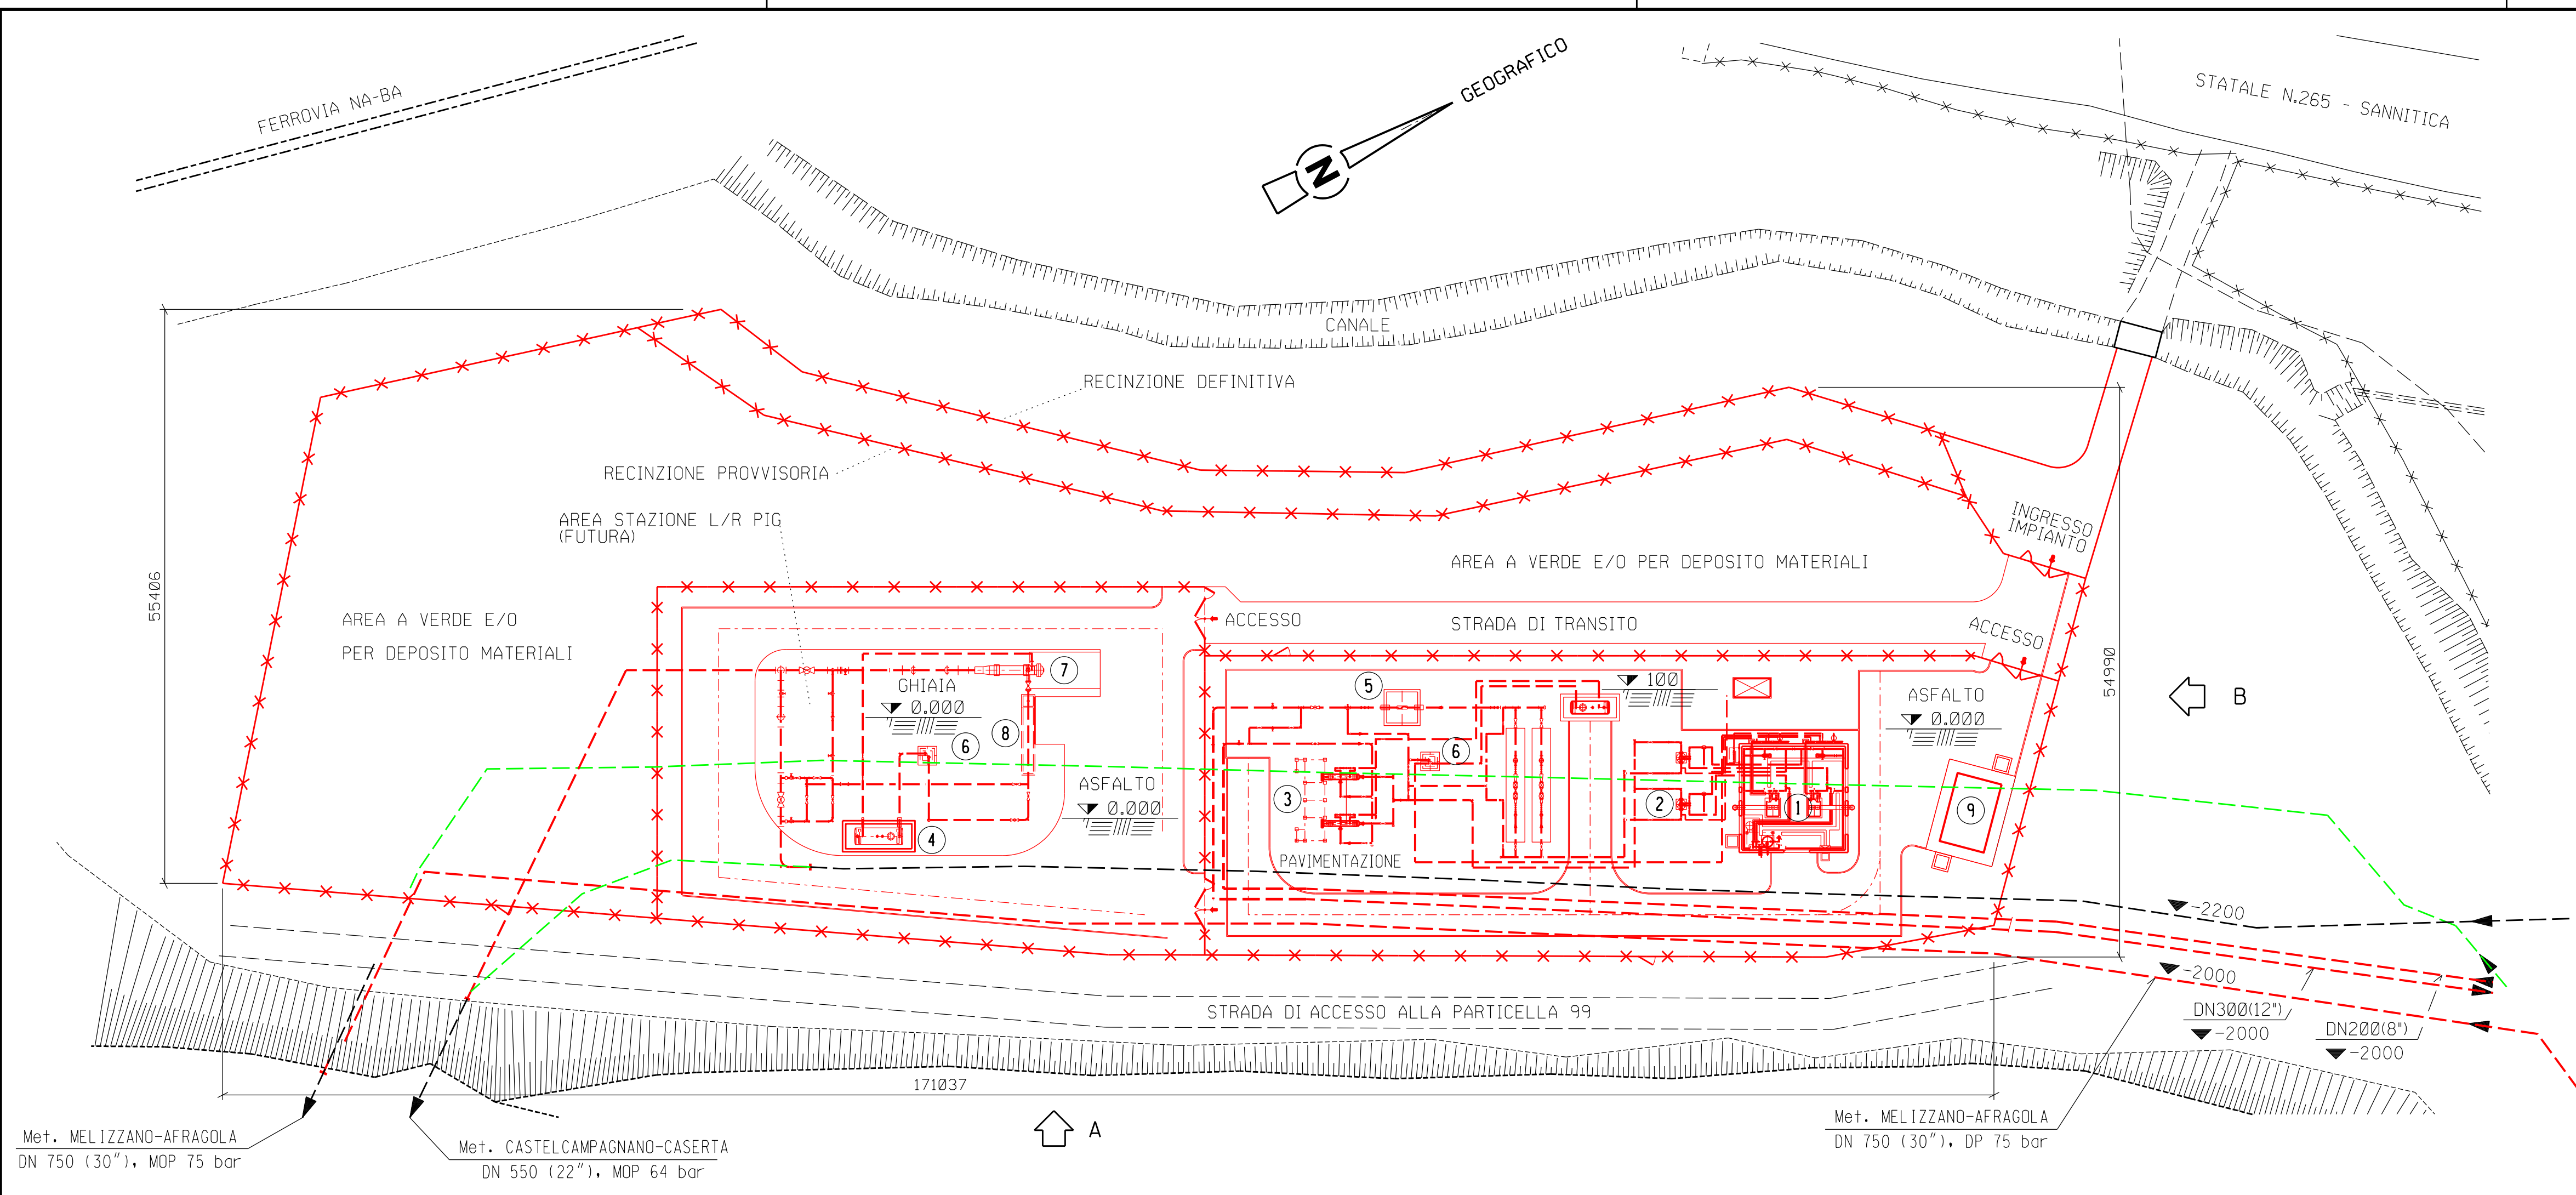 FERROVIA NA-BA
N
GEOGRAFICO
STATALE N.265 - SANNITICA
CANALE
RECINZIONE DEFINITIVA
RECINZIONE PROVVISORIA
AREA STAZIONE L/R PIG
(FUTURA)
INGRESSO
IMPIANTO
AREA A VERDE E/O PER DEPOSITO MATERIALI
55406
AREA A VERDE E/O
PER DEPOSITO MATERIALI
ACCESSO
STRADA DI TRANSITO
ACCESSO
54990
7
GHIAIA
0.000
8
6
5
100
ASFALTO
0.000
B
6
ASFALTO
0.000
3
2
1
9
4
PAVIMENTAZIONE
-2200
-2000
STRADA DI ACCESSO ALLA PARTICELLA 99
DN300(12")
-2000
DN200(8")
-2000
171037
A
Met. MELIZZANO-AFRAGOLA
DN 750 (30"), MOP 75 bar
Met. CASTELCAMPAGNANO-CASERTA
DN 550 (22"), MOP 64 bar
Met. MELIZZANO-AFRAGOLA
DN 750 (30"), DP 75 bar